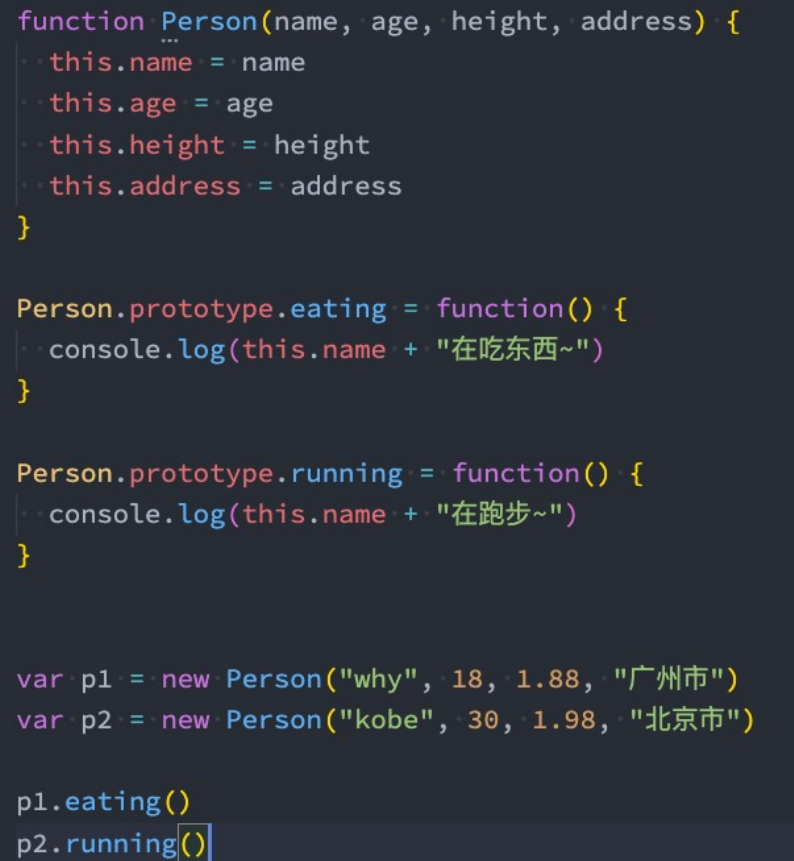 function Person(name, age, height, address) {
  this.name = name
  this.age = age
  this.height = height
  this.address = address
}
Person.prototype.eating = function() {
  console.log(this.name + "在吃东西~")
}
Person.prototype.running = function() {
  console.log(this.name + "在跑步~")
}
var p1 = new Person("why", 18, 1.88, "广州市")
var p2 = new Person("kobe", 30, 1.98, "北京市")
p1.eating()
p2.running()